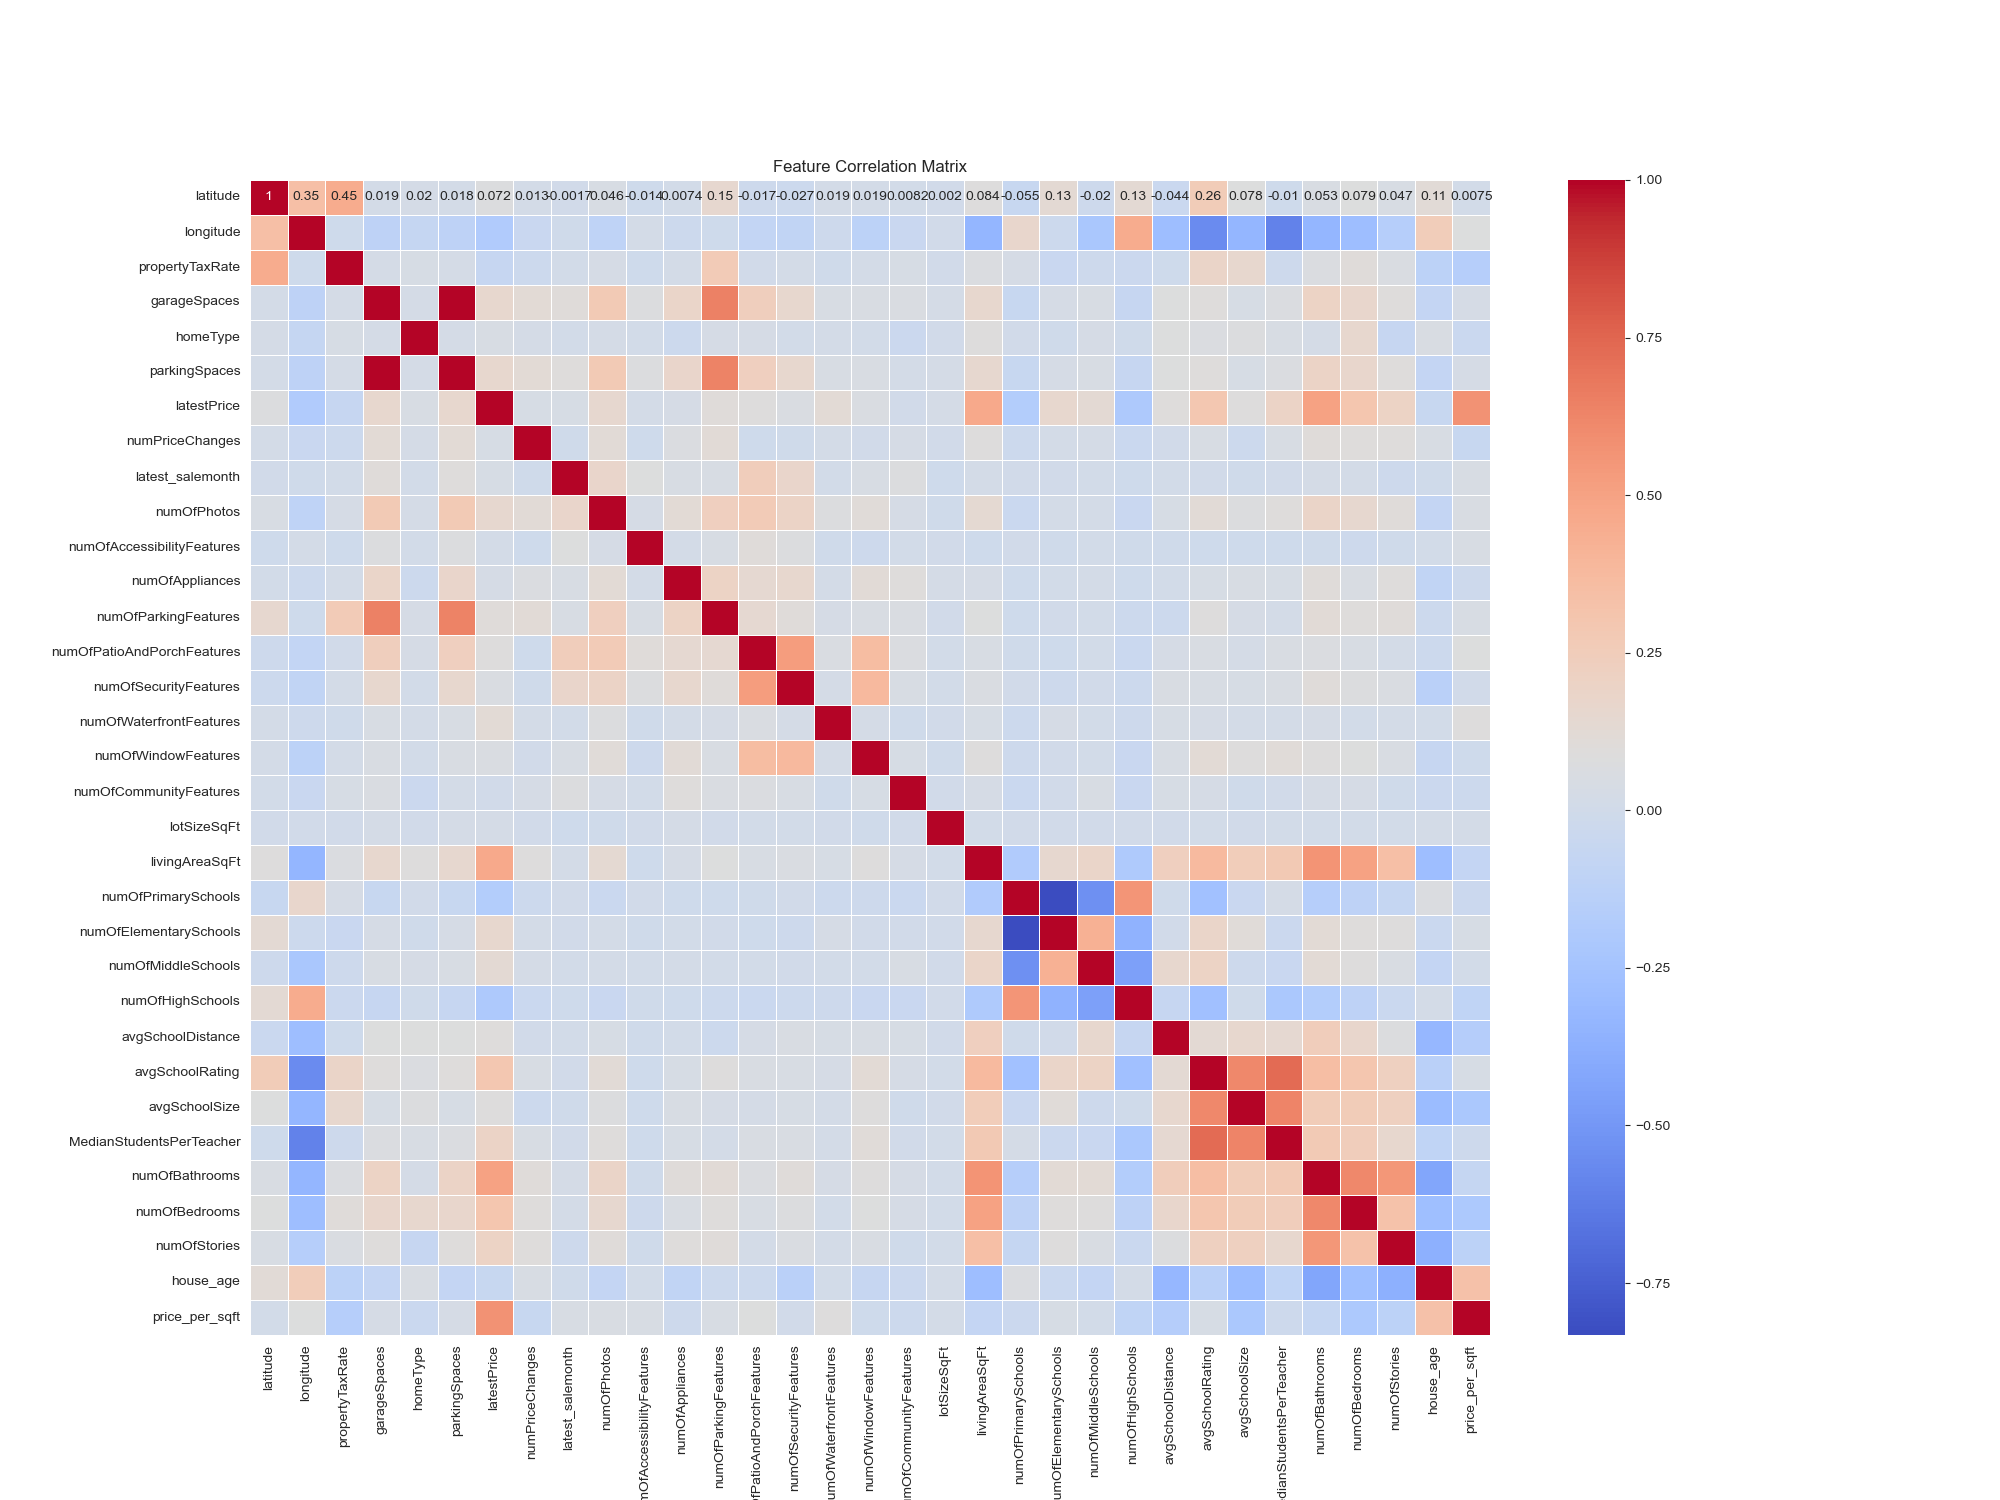 Feature Correlation Matrix
latitude 1 0.35 0.45 0.019 0.02 0.018 0.072 0.013 -0.0017 0.046 -0.014 0.0074 0.15 -0.017 -0.027 0.019 0.019 0.0082 0.002 0.084 -0.055 0.13 -0.02 0.13 -0.044 0.26 0.078 -0.01 0.053 0.079 0.047 0.11 0.0075
longitude
propertyTaxRate
garageSpaces
homeType
parkingSpaces
latestPrice
numPriceChanges
latest_salemonth
numOfPhotos
numOfAccessibilityFeatures
numOfAppliances
numOfParkingFeatures
numOfPatioAndPorchFeatures
numOfSecurityFeatures
numOfWaterfrontFeatures
numOfWindowFeatures
numOfCommunityFeatures
lotSizeSqFt
livingAreaSqFt
numOfPrimarySchools
numOfElementarySchools
numOfMiddleSchools
numOfHighSchools
avgSchoolDistance
avgSchoolRating
avgSchoolSize
MedianStudentsPerTeacher
numOfBathrooms
numOfBedrooms
numOfStories
house_age
price_per_sqft
latitude
longitude
propertyTaxRate
garageSpaces
homeType
parkingSpaces
latestPrice
numPriceChanges
latest_salemonth
numOfPhotos
mOfAccessibilityFeatures
numOfAppliances
numOfParkingFeatures
fPatioAndPorchFeatures
numOfSecurityFeatures
umOfWaterfrontFeatures
numOfWindowFeatures
mOfCommunityFeatures
lotSizeSqFt
livingAreaSqFt
numOfPrimarySchools
umOfElementarySchools
numOfMiddleSchools
numOfHighSchools
avgSchoolDistance
avgSchoolRating
avgSchoolSize
edianStudentsPerTeacher
numOfBathrooms
numOfBedrooms
numOfStories
house_age
price_per_sqft
1.00
0.75
0.50
0.25
0.00
−0.25
−0.50
−0.75